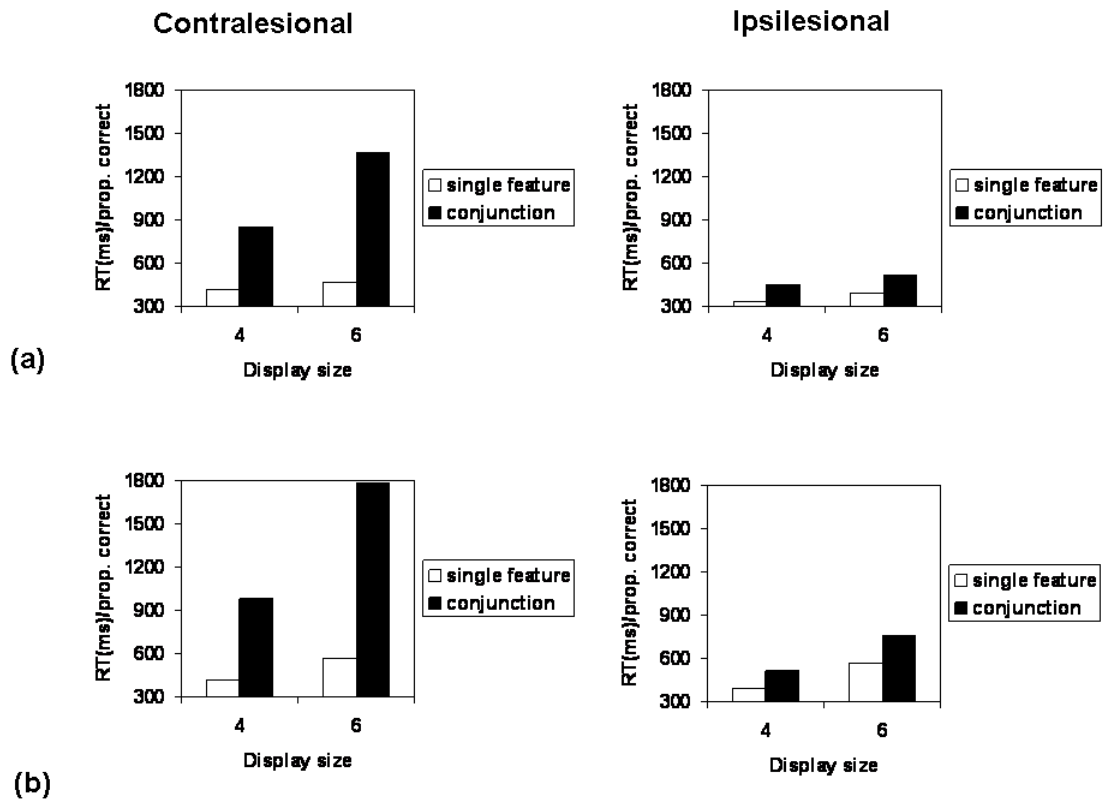 Contralesional
Ipsilesional
RT(ms)/prop. correct
1800
1500
1200
900
600
300
4
6
Display size
single feature
conjunction
RT(ms)/prop. correct
1800
1500
1200
900
600
300
4
6
Display size
single feature
conjunction
(a)
RT(ms)/prop. correct
1800
1500
1200
900
600
300
4
6
Display size
single feature
conjunction
RT(ms)/prop. correct
1800
1500
1200
900
600
300
4
6
Display size
single feature
conjunction
(b)